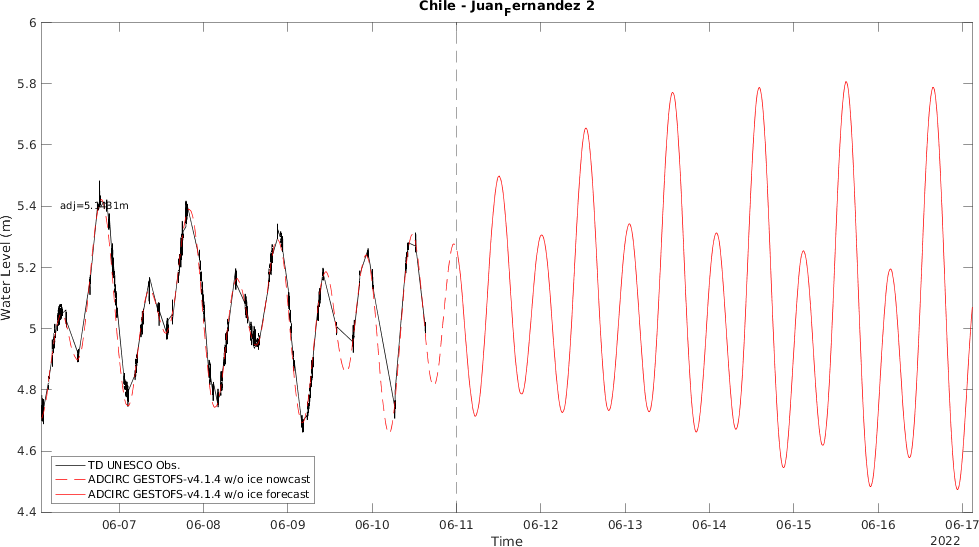 Chile - Juan_Fernandez 2
Water Level (m)
6
5.8
5.6
5.4
5.2
5
4.8
4.6
4.4
adj=5.1431m
TD UNESCO Obs.
ADCIRC GESTOFS-v4.1.4 w/o ice nowcast
ADCIRC GESTOFS-v4.1.4 w/o ice forecast
06-07 06-08 06-09 06-10 06-11 06-12 06-13 06-14 06-15 06-16 06-17
Time
2022